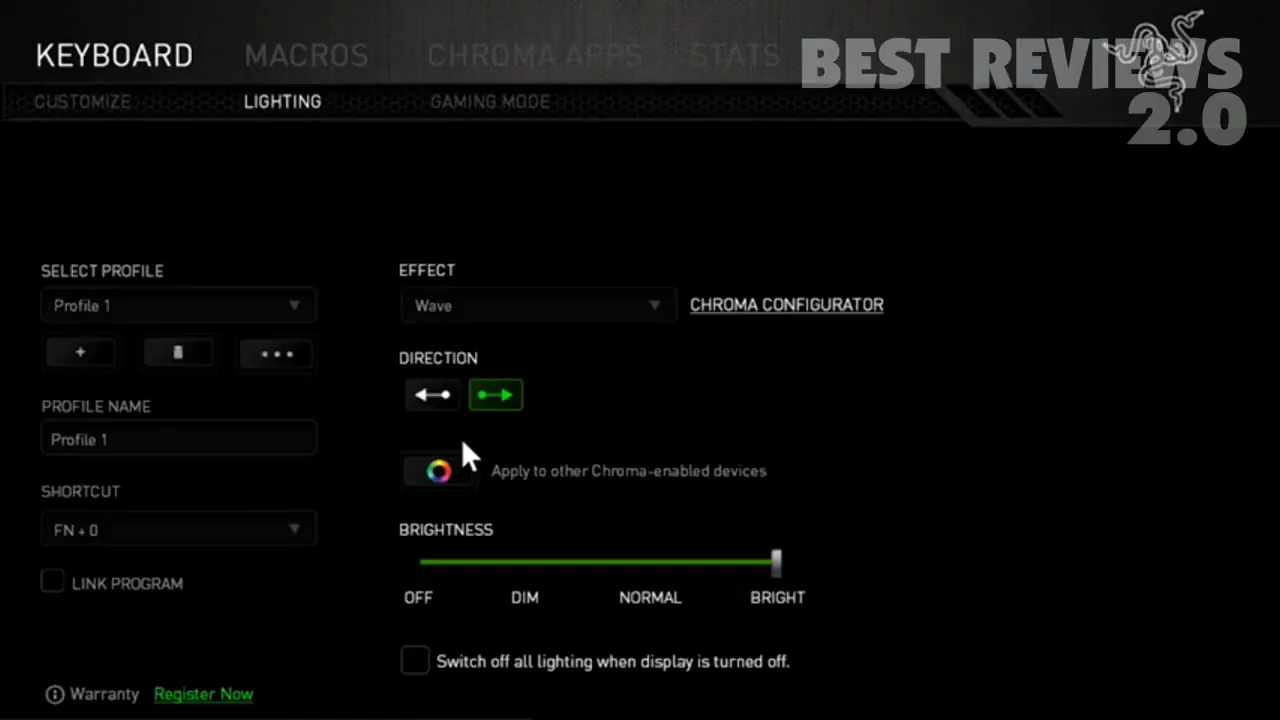 KEYBOARD MACROS CHROMA APPS STATS
BEST REVIEWS
2.0
CUSTOMIZE LIGHTING GAMING MODE
SELECT PROFILE
Profile 1
PROFILE NAME
Profile 1
SHORTCUT
FN + 0
LINK PROGRAM
Warranty Register Now
EFFECT
Wave CHROMA CONFIGURATOR
DIRECTION
Apply to other Chroma-enabled devices
BRIGHTNESS
OFF DIM NORMAL BRIGHT
Switch off all lighting when display is turned off.